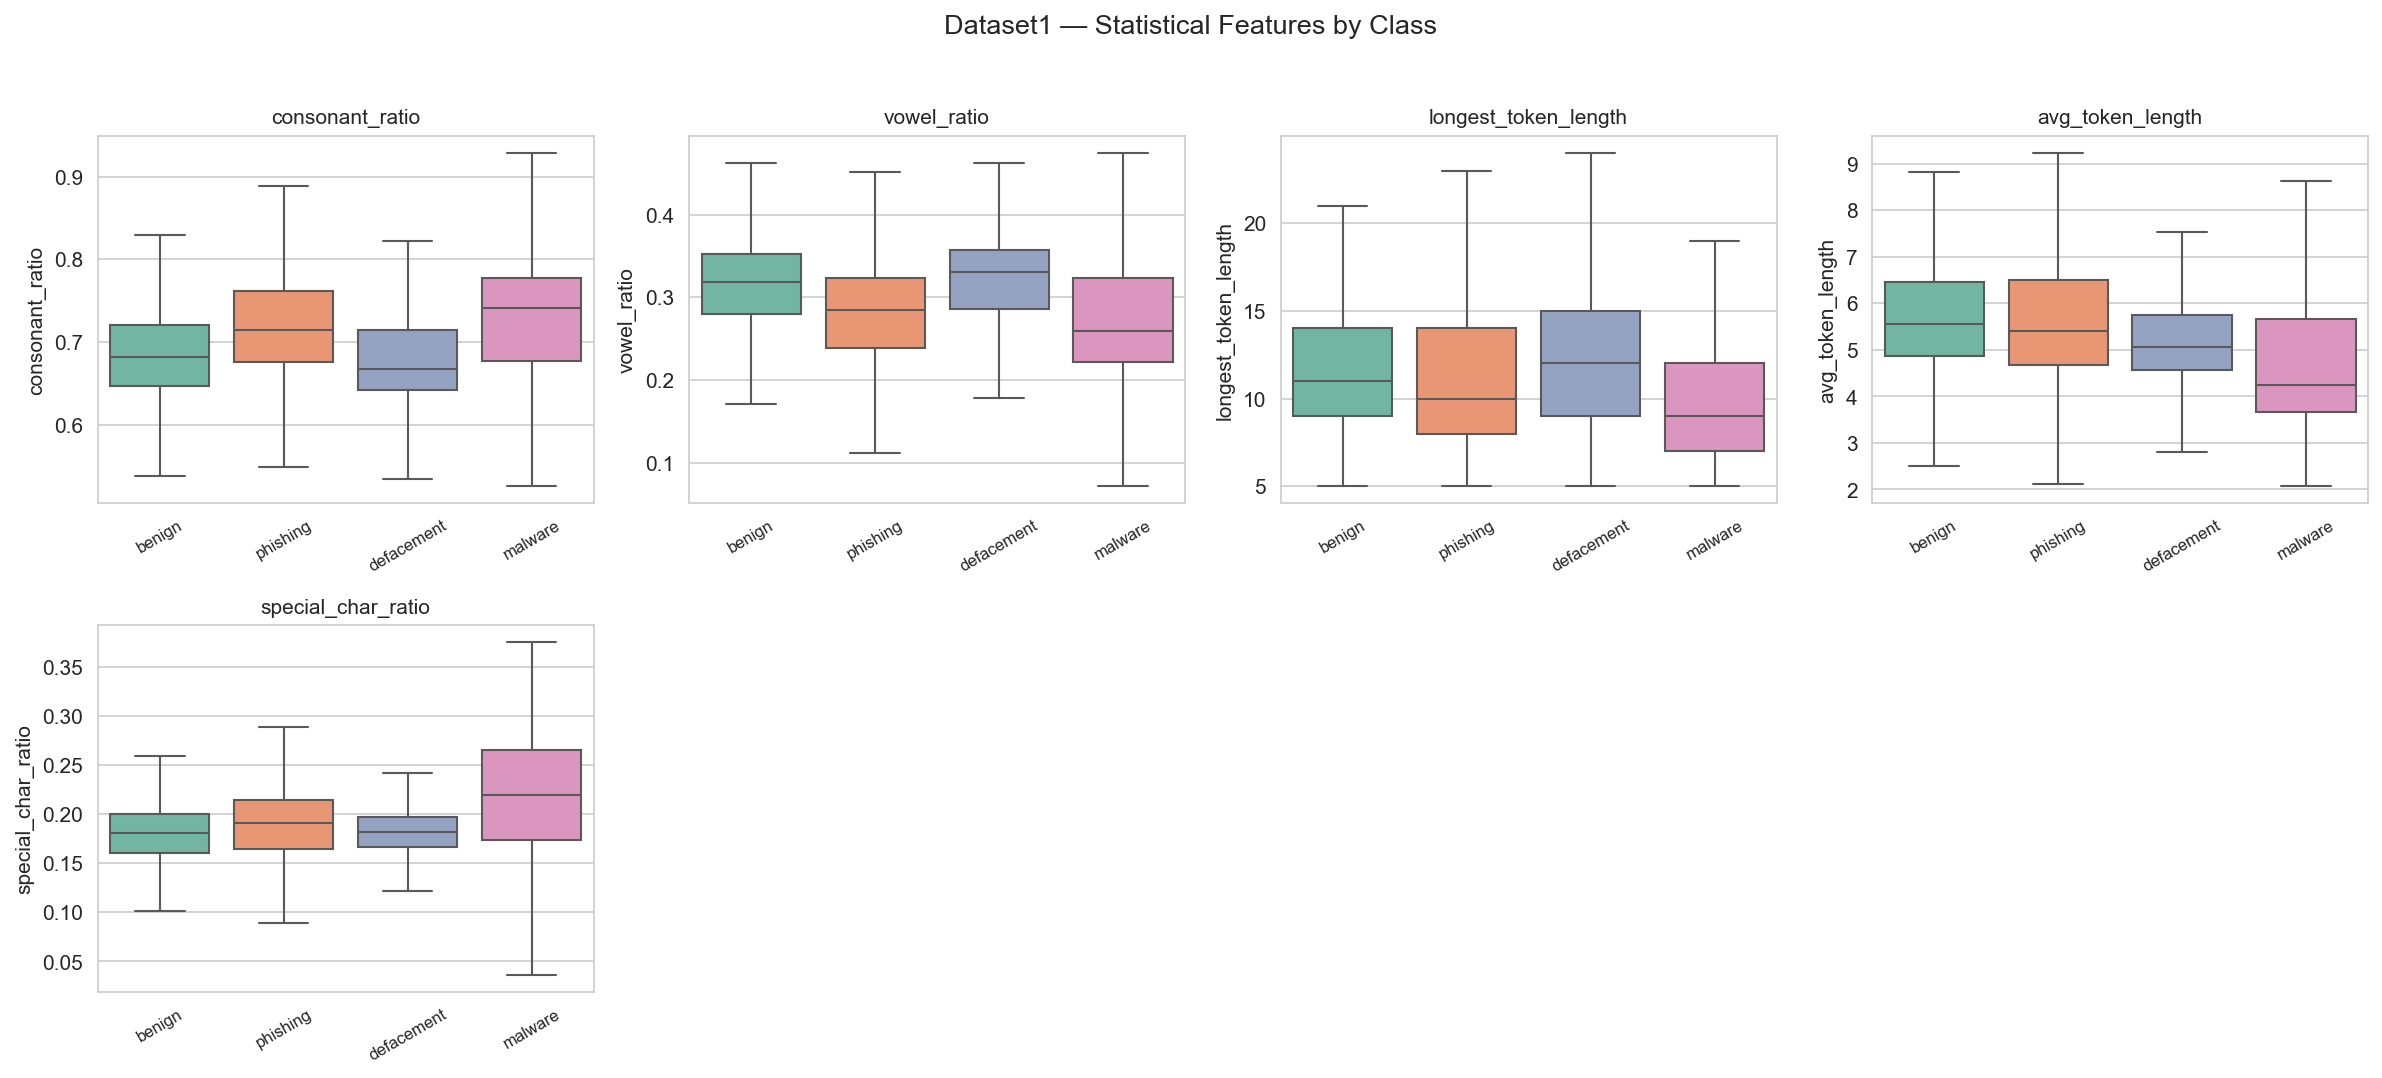 Dataset1 — Statistical Features by Class
consonant_ratio
consonant_ratio
0.9
0.8
0.7
0.6
benign
phishing
defacement
malware
vowel_ratio
vowel_ratio
0.4
0.3
0.2
0.1
benign
phishing
defacement
malware
longest_token_length
longest_token_length
20
15
10
5
benign
phishing
defacement
malware
avg_token_length
avg_token_length
9
8
7
6
5
4
3
2
benign
phishing
defacement
malware
special_char_ratio
special_char_ratio
0.35
0.30
0.25
0.20
0.15
0.10
0.05
benign
phishing
defacement
malware